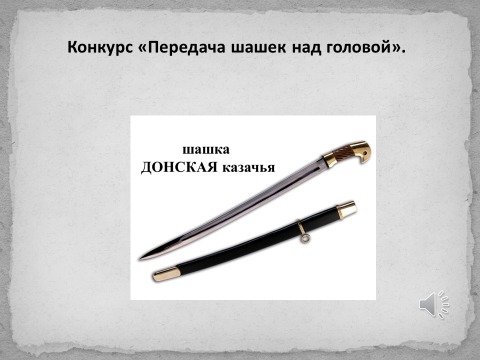 Конкурс «Передача шашек над головой».
шашка
ДОНСКАЯ казачья